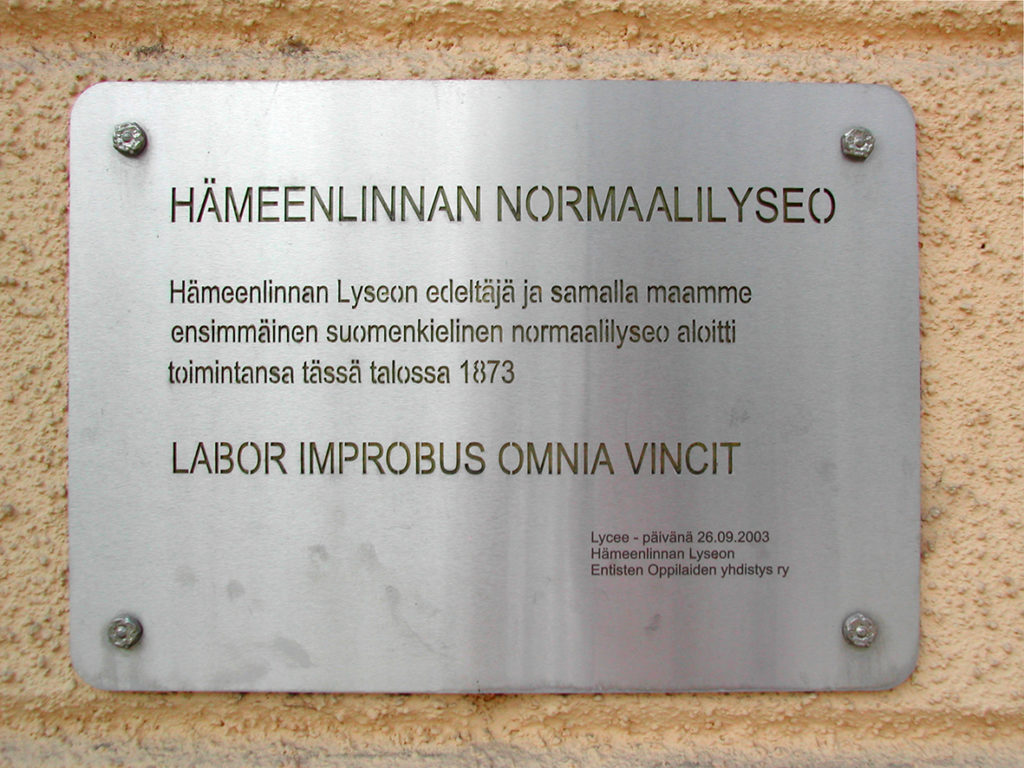 HÄMEENLINNAN NORMAALILYSEO
Hämeenlinnan Lyseon edeltäjä ja samalla maamme
ensimmäinen suomenkielinen normaalilyseo aloitti
toimintansa tässä talossa 1873
LABOR IMPROBUS OMNIA VINCIT
Lycee - päivänä 26.09.2003
Hämeenlinnan Lyseon
Entisten Oppilaiden yhdistys ry